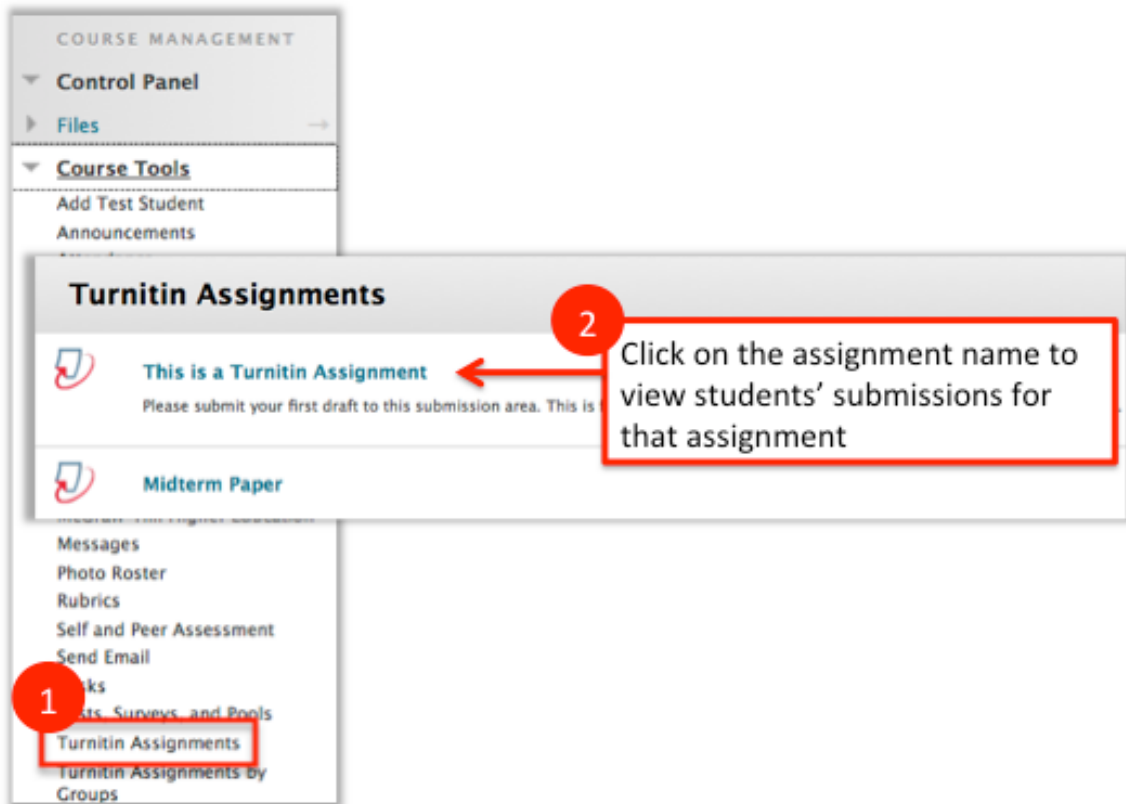 COURSE MANAGEMENT
Control Panel
Files
Course Tools
Add Test Student
Announcements
Turnitin Assignments
2
This is a Turnitin Assignment
Please submit your first draft to this submission area. This is
Click on the assignment name to
view students’ submissions for
that assignment
Midterm Paper
Messages
Photo Roster
Rubrics
Self and Peer Assessment
Send Email
1
Surveys, and Pools
Turnitin Assignments
Turnitin Assignments by
Groups